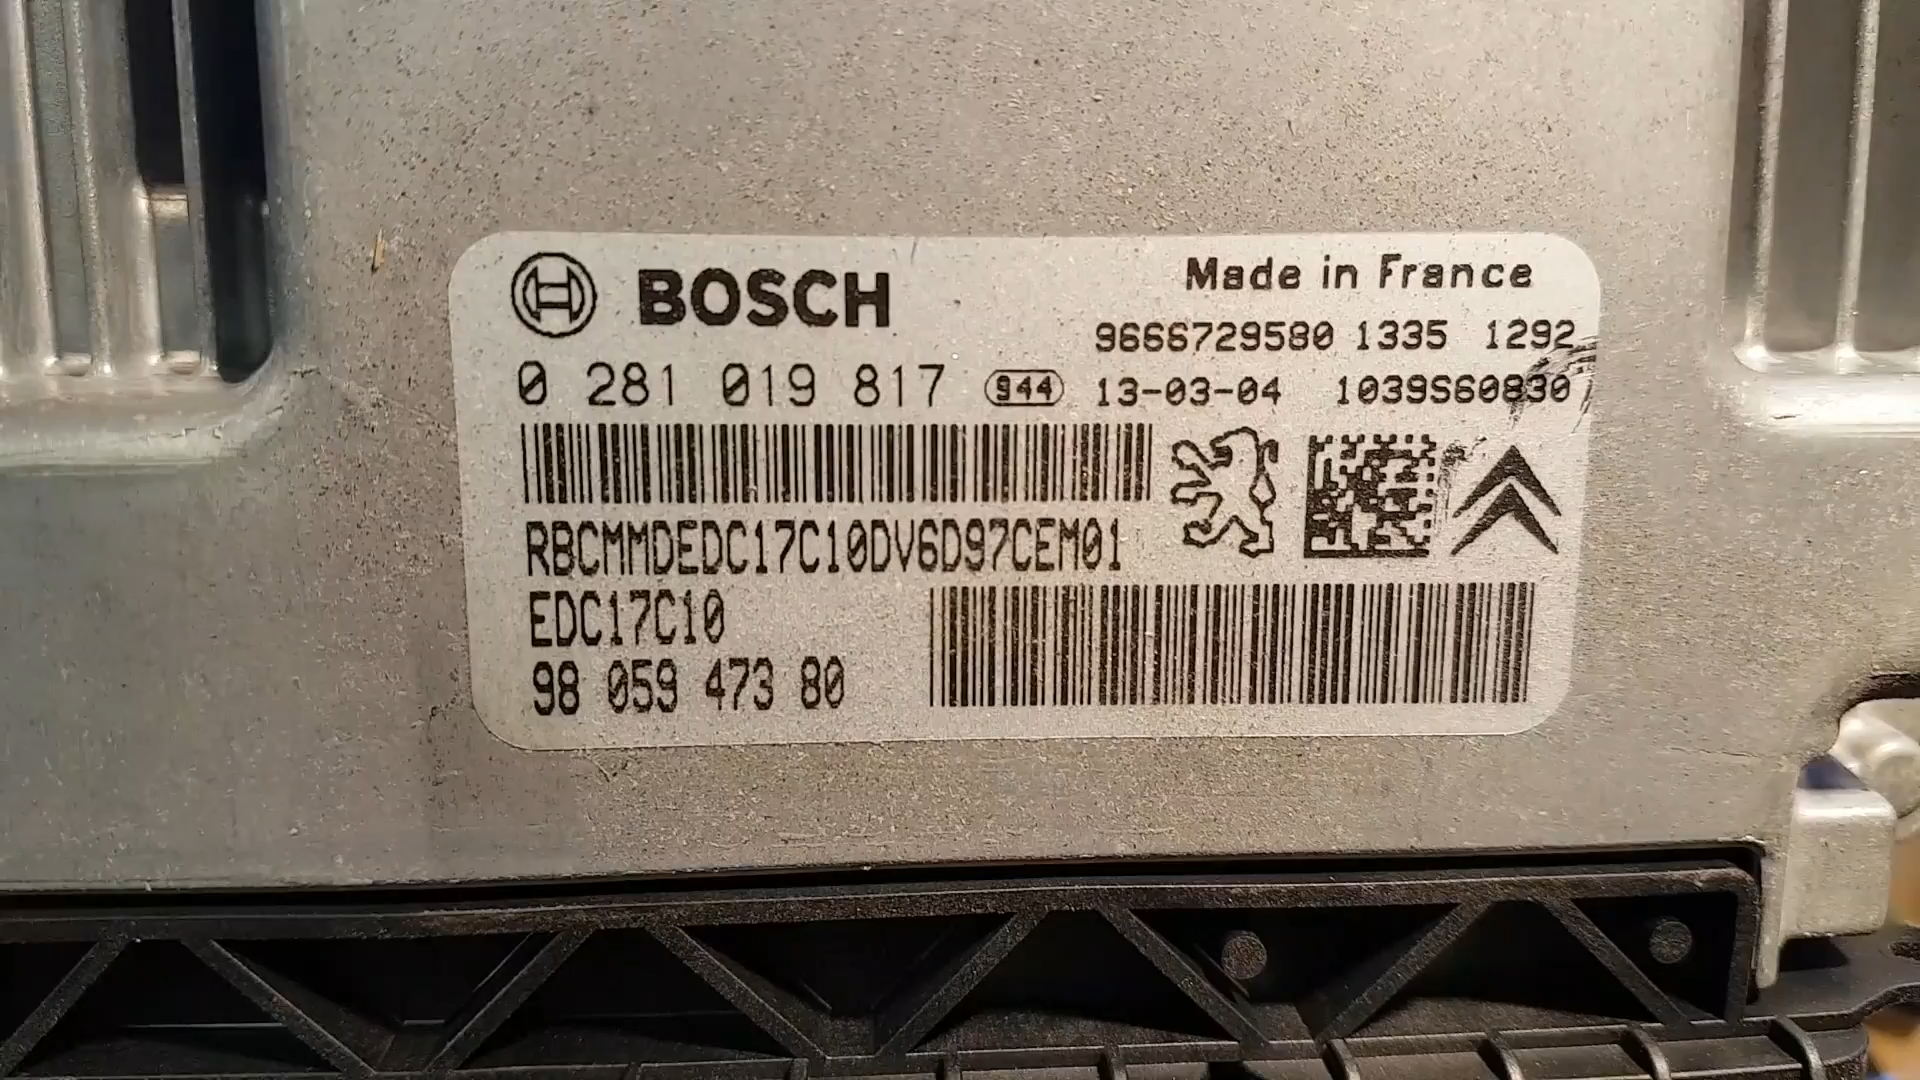 BOSCH
Made in France
9666729580 1335 1292
0 281 019 817 944 13-03-04 1039S60830
RBCMMDEDC17C10DV6D97CEM01
EDC17C10
98 059 473 80